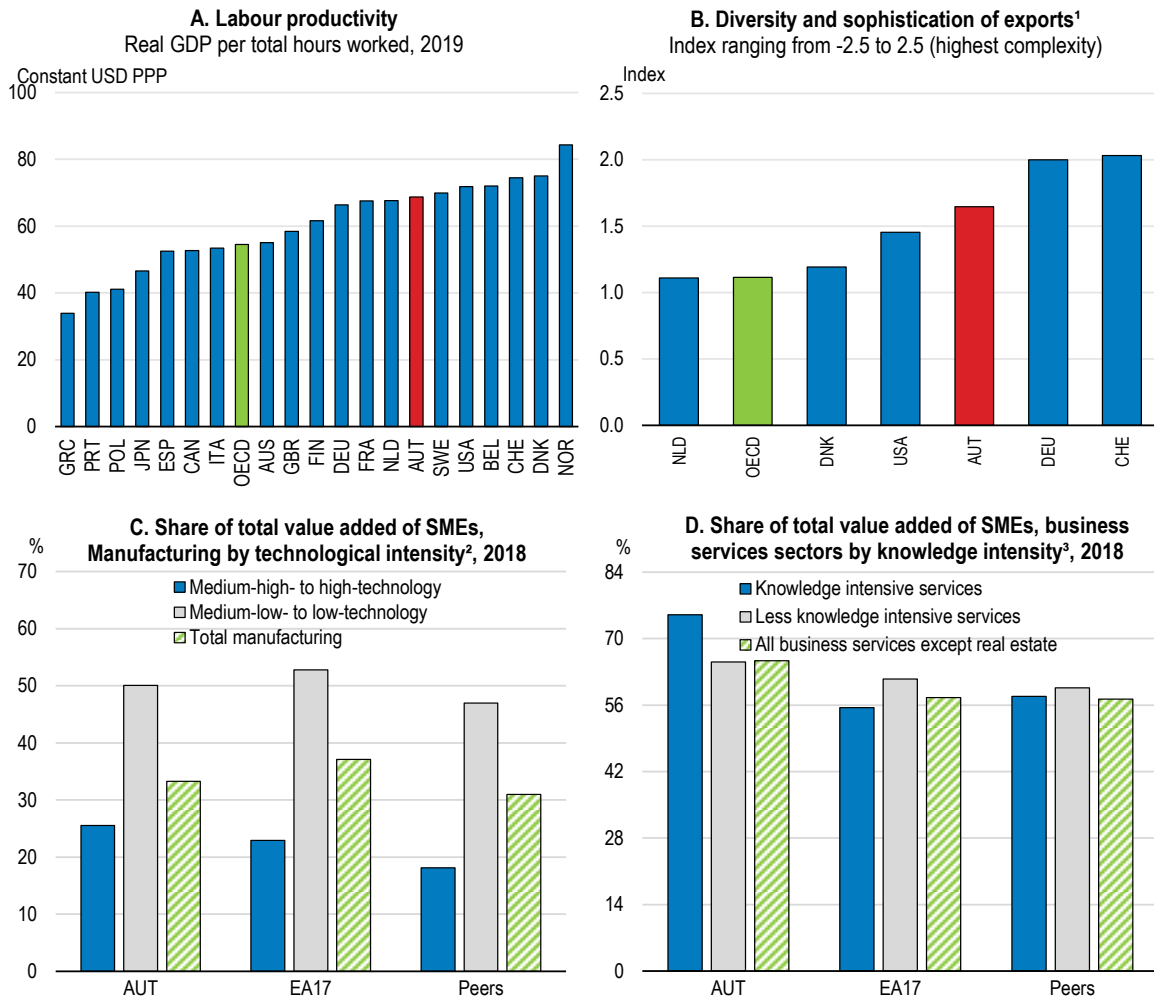 A. Labour productivity
Real GDP per total hours worked, 2019
Constant USD PPP
100
80
60
40
20
0
GRC
PRT
POL
JPN
ESP
CAN
ITA
OECD
AUS
GBR
FIN
DEU
FRA
NLD
AUT
SWE
USA
BEL
CHE
DNK
NOR
B. Diversity and sophistication of exports¹
Index ranging from -2.5 to 2.5 (highest complexity)
Index
2.5
2.0
1.5
1.0
0.5
0.0
NLD
OECD
DNK
USA
AUT
DEU
CHE
C. Share of total value added of SMEs,
Manufacturing by technological intensity², 2018
%
70
60
50
40
30
20
10
0
Medium-high- to high-technology
Medium-low- to low-technology
Total manufacturing
AUT
EA17
Peers
D. Share of total value added of SMEs, business
services sectors by knowledge intensity³, 2018
%
84
70
56
42
28
14
0
Knowledge intensive services
Less knowledge intensive services
All business services except real estate
AUT
EA17
Peers